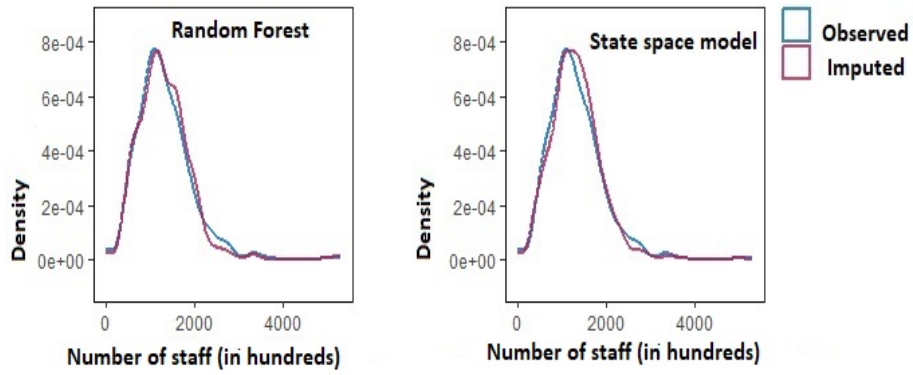 Random Forest
8e-04
6e-04
4e-04
2e-04
0e+00
Density
0
2000
4000
Number of staff (in hundreds)
State space model
8e-04
6e-04
4e-04
2e-04
0e+00
Density
0
2000
4000
Number of staff (in hundreds)
Observed
Imputed